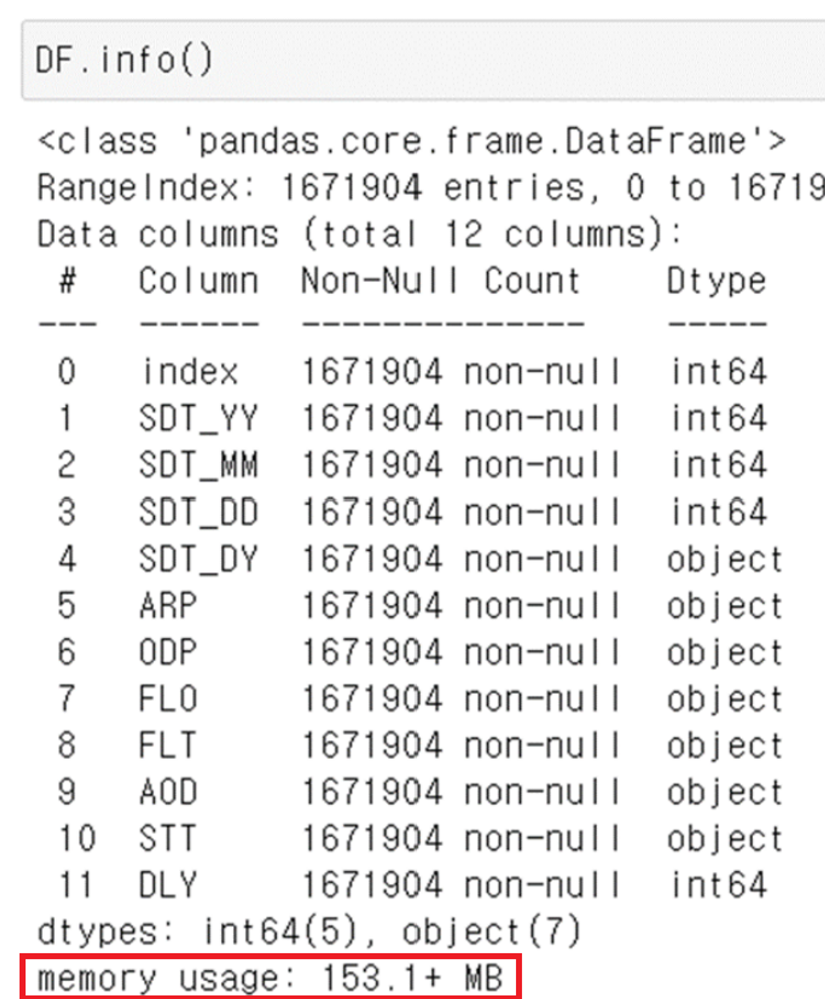 DF.info()
<class 'pandas.core.frame.DataFrame'>
RangeIndex: 1671904 entries, 0 to 16719
Data columns (total 12 columns):
 #   Column  Non-Null Count    Dtype
---  ------  --------------    -----
 0   index   1671904 non-null  int64
 1   SDT_YY  1671904 non-null  int64
 2   SDT_MM  1671904 non-null  int64
 3   SDT_DD  1671904 non-null  int64
 4   SDT_DY  1671904 non-null  object
 5   ARP     1671904 non-null  object
 6   ODP     1671904 non-null  object
 7   FLO     1671904 non-null  object
 8   FLT     1671904 non-null  object
 9   AOD     1671904 non-null  object
 10  STT     1671904 non-null  object
 11  DLY     1671904 non-null  int64
dtypes: int64(5), object(7)
memory usage: 153.1+ MB